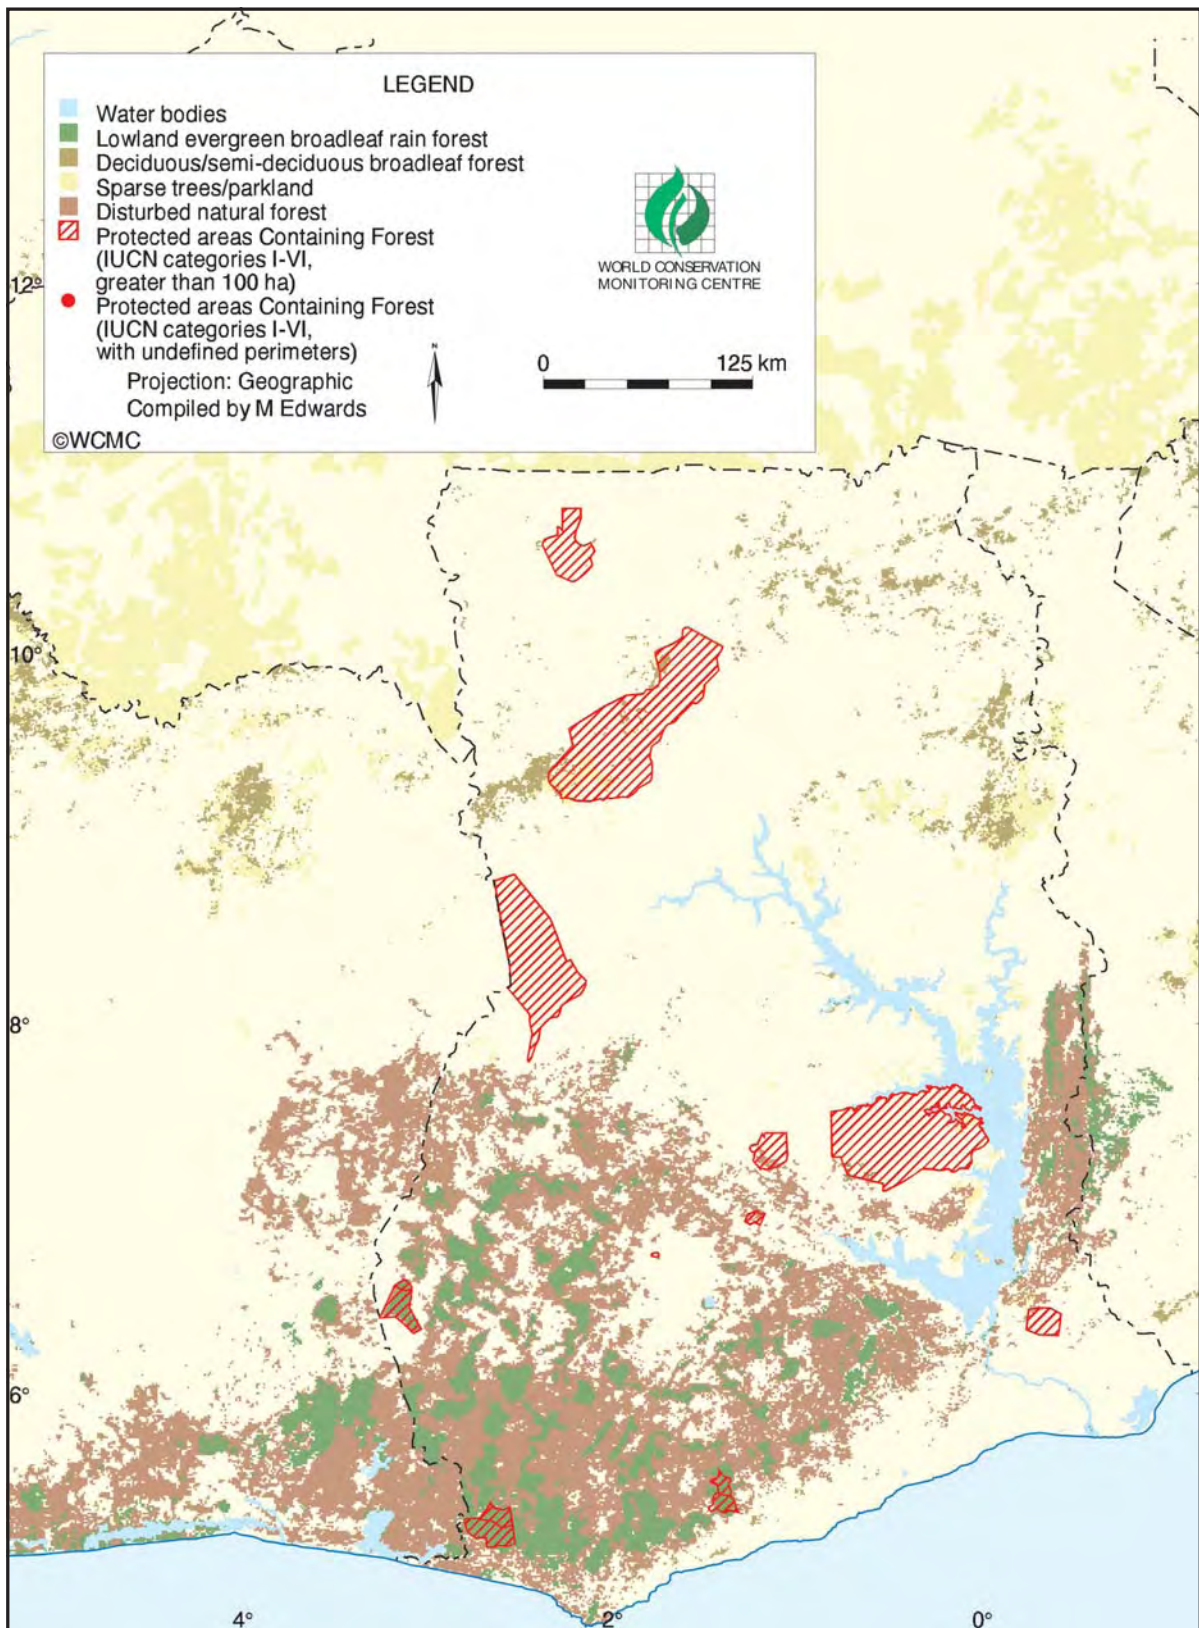 LEGEND
Water bodies
Lowland evergreen broadleaf rain forest
Deciduous/semi-deciduous broadleaf forest
Sparse trees/parkland
Disturbed natural forest
Protected areas Containing Forest
(IUCN categories I-VI,
greater than 100 ha)
Protected areas Containing Forest
(IUCN categories I-VI,
with undefined perimeters)
Projection: Geographic
Compiled by M Edwards
©WCMC
N
WORLD CONSERVATION
MONITORING CENTRE
0 125 km
12°
10°
8°
6°
4° 2° 0°